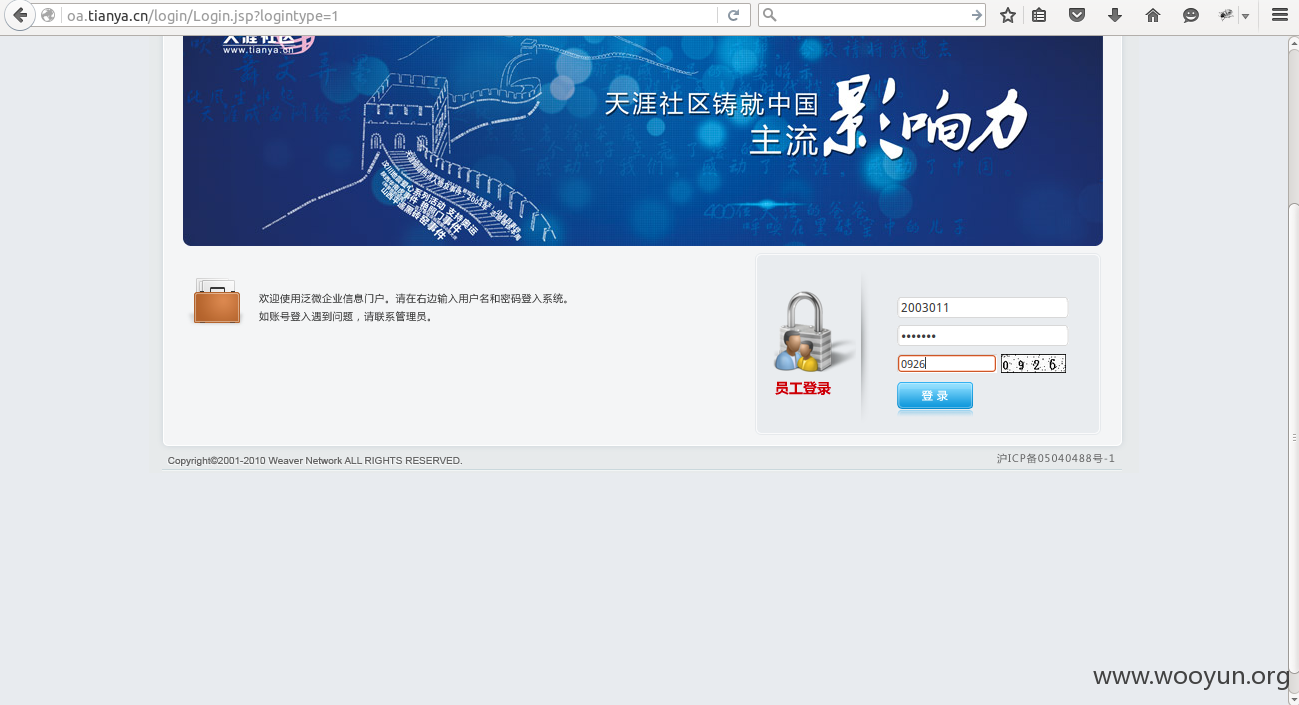 oa.tianya.cn/login/Login.jsp?logintype=1
天涯社区
www.tianya.cn
天涯社区铸就中国
主流影响力
欢迎使用泛微企业信息门户。请在右边输入用户名和密码登入系统。
如账号登入遇到问题，请联系管理员。
2003011
•••••••
0926
0926
员工登录
登 录
Copyright©2001-2010 Weaver Network ALL RIGHTS RESERVED.
沪ICP备05040488号-1
www.wooyun.org